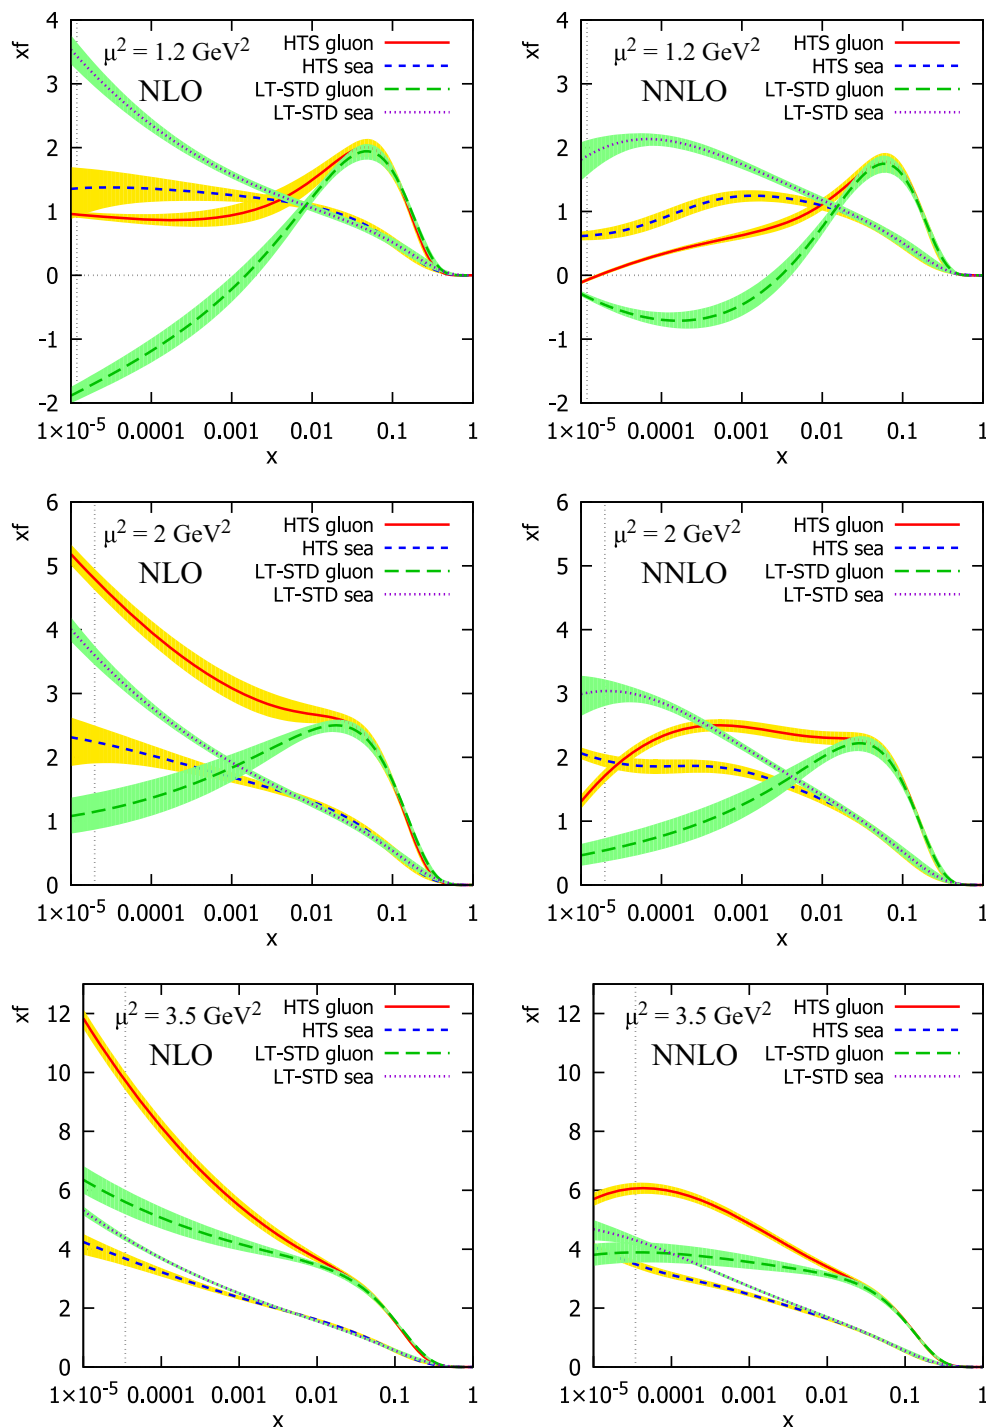 xf
4
3
2
1
0
-1
-2
μ² = 1.2 GeV²
NLO
HTS gluon
HTS sea
LT-STD gluon
LT-STD sea
1×10⁻⁵ 0.0001 0.001 0.01 0.1 1
x
xf
4
3
2
1
0
-1
-2
μ² = 1.2 GeV²
NNLO
HTS gluon
HTS sea
LT-STD gluon
LT-STD sea
1×10⁻⁵ 0.0001 0.001 0.01 0.1 1
x
xf
6
5
4
3
2
1
0
μ² = 2 GeV²
NLO
HTS gluon
HTS sea
LT-STD gluon
LT-STD sea
1×10⁻⁵ 0.0001 0.001 0.01 0.1 1
x
xf
6
5
4
3
2
1
0
μ² = 2 GeV²
NNLO
HTS gluon
HTS sea
LT-STD gluon
LT-STD sea
1×10⁻⁵ 0.0001 0.001 0.01 0.1 1
x
xf
12
10
8
6
4
2
0
μ² = 3.5 GeV²
NLO
HTS gluon
HTS sea
LT-STD gluon
LT-STD sea
1×10⁻⁵ 0.0001 0.001 0.01 0.1 1
x
xf
12
10
8
6
4
2
0
μ² = 3.5 GeV²
NNLO
HTS gluon
HTS sea
LT-STD gluon
LT-STD sea
1×10⁻⁵ 0.0001 0.001 0.01 0.1 1
x